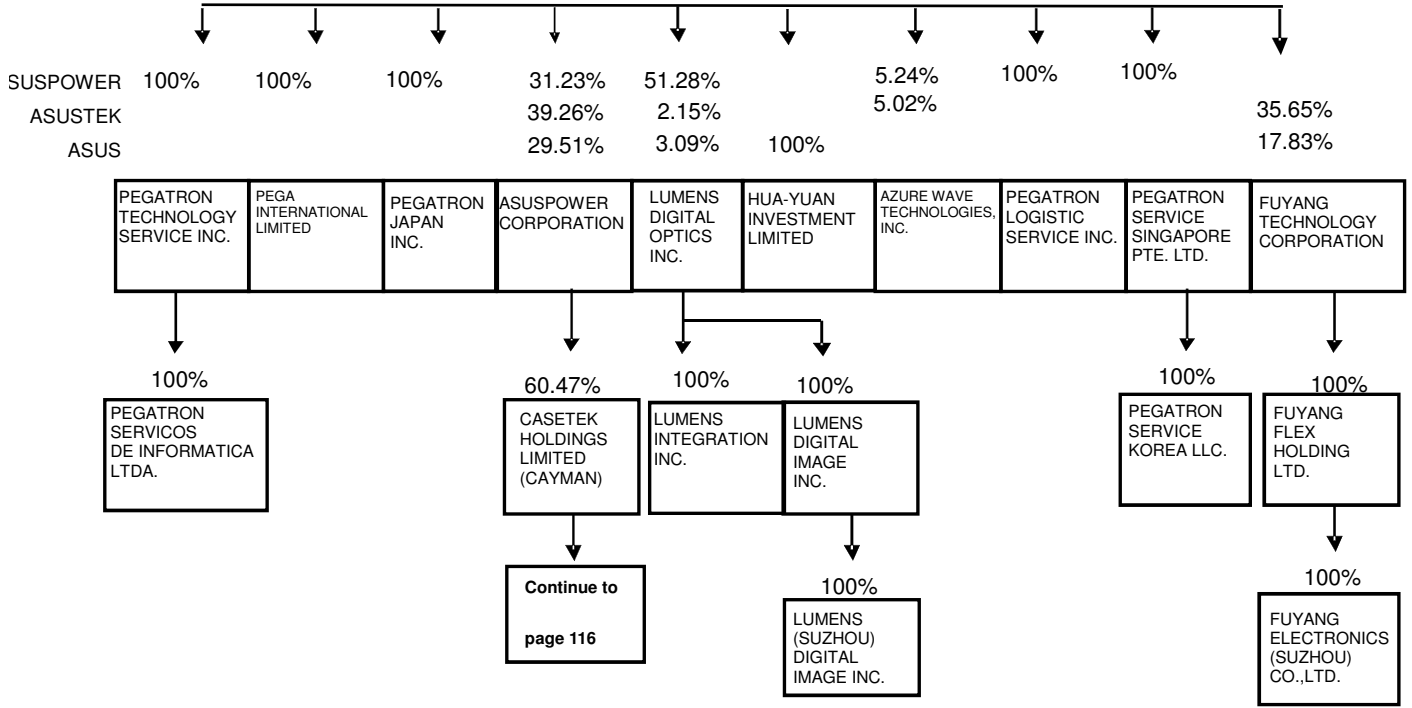 SUSPOWER 100% 100% 100% 31.23% 51.28% 5.24% 100% 100%
ASUSTEK 39.26% 2.15% 5.02% 35.65%
ASUS 29.51% 3.09% 100% 17.83%
PEGATRON
TECHNOLOGY
SERVICE INC.
PEGA
INTERNATIONAL
LIMITED
PEGATRON
JAPAN
INC.
ASUSPOWER
CORPORATION
LUMENS
DIGITAL
OPTICS
INC.
HUA-YUAN
INVESTMENT
LIMITED
AZURE WAVE
TECHNOLOGIES,
INC.
PEGATRON
LOGISTIC
SERVICE INC.
PEGATRON
SERVICE
SINGAPORE
PTE. LTD.
FUYANG
TECHNOLOGY
CORPORATION
100%
PEGATRON
SERVICOS
DE INFORMATICA
LTDA.
60.47%
CASETEK
HOLDINGS
LIMITED
(CAYMAN)
100%
LUMENS
INTEGRATION
INC.
100%
LUMENS
DIGITAL
IMAGE
INC.
100%
PEGATRON
SERVICE
KOREA LLC.
100%
FUYANG
FLEX
HOLDING
LTD.
Continue to
page 116
100%
LUMENS
(SUZHOU)
DIGITAL
IMAGE INC.
100%
FUYANG
ELECTRONICS
(SUZHOU)
CO.,LTD.